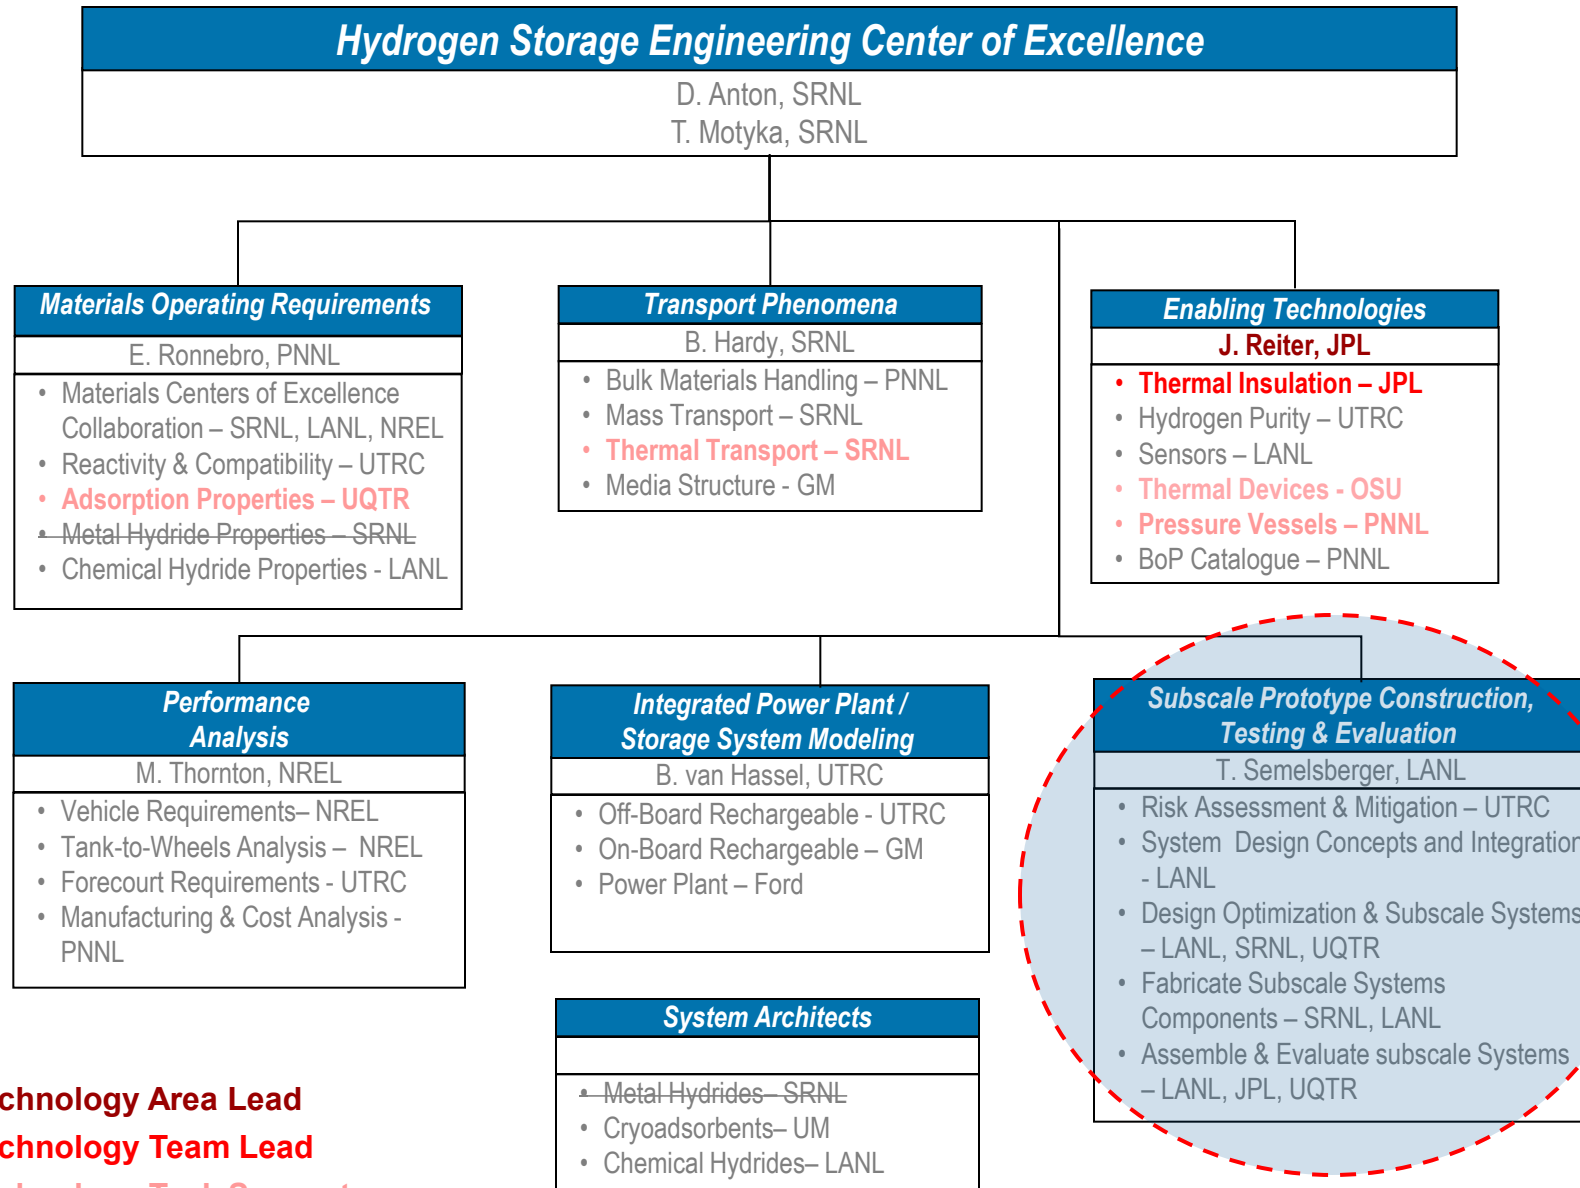 Hydrogen Storage Engineering Center of Excellence
D. Anton, SRNL
T. Motyka, SRNL
Materials Operating Requirements
E. Ronnebro, PNNL
• Materials Centers of Excellence
Collaboration – SRNL, LANL, NREL
• Reactivity & Compatibility – UTRC
• Adsorption Properties – UQTR
• Metal Hydride Properties – SRNL
• Chemical Hydride Properties - LANL
Transport Phenomena
B. Hardy, SRNL
• Bulk Materials Handling – PNNL
• Mass Transport – SRNL
• Thermal Transport – SRNL
• Media Structure - GM
Enabling Technologies
J. Reiter, JPL
• Thermal Insulation – JPL
• Hydrogen Purity – UTRC
• Sensors – LANL
• Thermal Devices - OSU
• Pressure Vessels – PNNL
• BoP Catalogue – PNNL
Performance
Analysis
M. Thornton, NREL
• Vehicle Requirements– NREL
• Tank-to-Wheels Analysis – NREL
• Forecourt Requirements - UTRC
• Manufacturing & Cost Analysis -
PNNL
Integrated Power Plant /
Storage System Modeling
B. van Hassel, UTRC
• Off-Board Rechargeable - UTRC
• On-Board Rechargeable – GM
• Power Plant – Ford
Subscale Prototype Construction,
Testing & Evaluation
T. Semelsberger, LANL
• Risk Assessment & Mitigation – UTRC
• System Design Concepts and Integration
- LANL
• Design Optimization & Subscale Systems
– LANL, SRNL, UQTR
• Fabricate Subscale Systems
Components – SRNL, LANL
• Assemble & Evaluate subscale Systems
– LANL, JPL, UQTR
System Architects
• Metal Hydrides– SRNL
• Cryoadsorbents– UM
• Chemical Hydrides– LANL
chnology Area Lead
chnology Team Lead